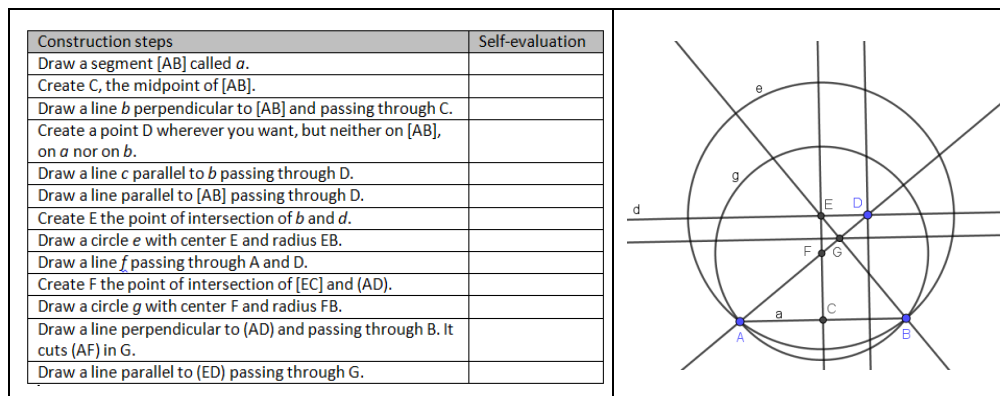 Construction steps Self-evaluation
Draw a segment [AB] called a.
Create C, the midpoint of [AB].
Draw a line b perpendicular to [AB] and passing through C.
Create a point D wherever you want, but neither on [AB],
on a nor on b.
Draw a line c parallel to b passing through D.
Draw a line parallel to [AB] passing through D.
Create E the point of intersection of b and d.
Draw a circle e with center E and radius EB.
Draw a line f passing through A and D.
Create F the point of intersection of [EC] and (AD).
Draw a circle g with center F and radius FB.
Draw a line perpendicular to (AD) and passing through B. It
cuts (AF) in G.
Draw a line parallel to (ED) passing through G.
e
g
d
E D
F G
a C
A B